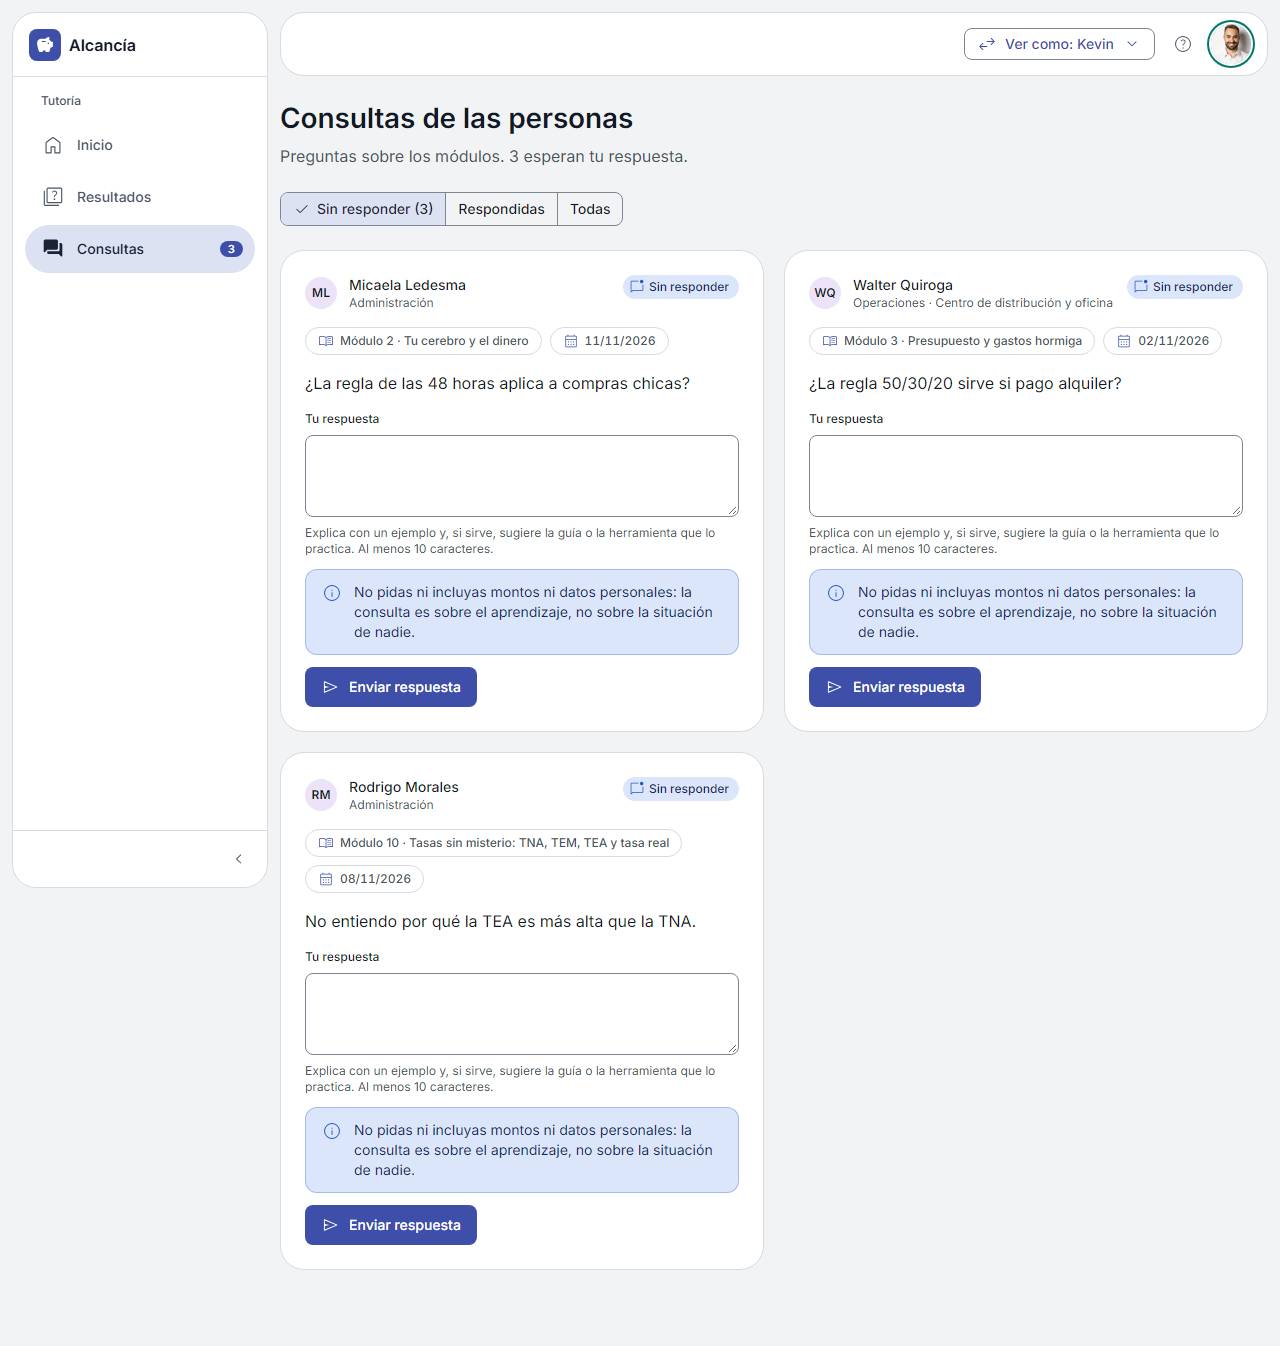 Alcancía
Ver como: Kevin
Tutoría
Inicio
Resultados
Consultas
3
Consultas de las personas
Preguntas sobre los módulos. 3 esperan tu respuesta.
Sin responder (3)
Respondidas
Todas
ML
Micaela Ledesma
Administración
Sin responder
Módulo 2 · Tu cerebro y el dinero
11/11/2026
¿La regla de las 48 horas aplica a compras chicas?
Tu respuesta
Explica con un ejemplo y, si sirve, sugiere la guía o la herramienta que lo
practica. Al menos 10 caracteres.
No pidas ni incluyas montos ni datos personales: la
consulta es sobre el aprendizaje, no sobre la situación
de nadie.
Enviar respuesta
WQ
Walter Quiroga
Operaciones · Centro de distribución y oficina
Sin responder
Módulo 3 · Presupuesto y gastos hormiga
02/11/2026
¿La regla 50/30/20 sirve si pago alquiler?
Tu respuesta
Explica con un ejemplo y, si sirve, sugiere la guía o la herramienta que lo
practica. Al menos 10 caracteres.
No pidas ni incluyas montos ni datos personales: la
consulta es sobre el aprendizaje, no sobre la situación
de nadie.
Enviar respuesta
RM
Rodrigo Morales
Administración
Sin responder
Módulo 10 · Tasas sin misterio: TNA, TEM, TEA y tasa real
08/11/2026
No entiendo por qué la TEA es más alta que la TNA.
Tu respuesta
Explica con un ejemplo y, si sirve, sugiere la guía o la herramienta que lo
practica. Al menos 10 caracteres.
No pidas ni incluyas montos ni datos personales: la
consulta es sobre el aprendizaje, no sobre la situación
de nadie.
Enviar respuesta